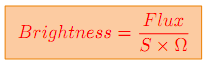 Brightness = Flux / (S × Ω)